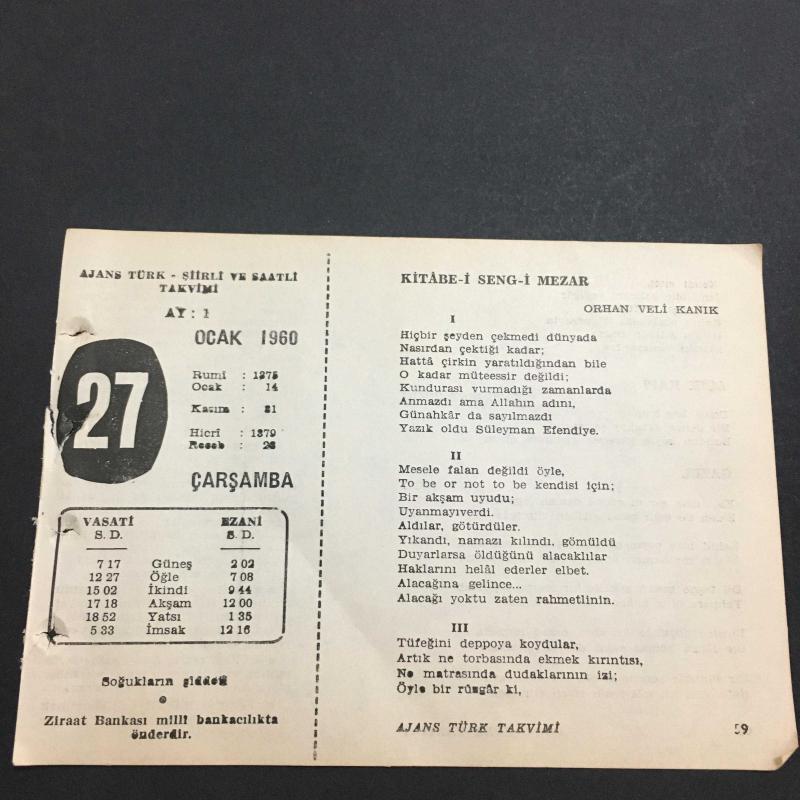 AJANS TÜRK - ŞİİRLİ VE SAATLİ
TAKVİMİ
AY : 1
OCAK 1960
27
Rumî : 1375
Ocak : 14
Kasım : 81
Hicrî : 1379
Receb : 28
ÇARŞAMBA
VASATİ EZANİ
S. D. S. D.
7 17 Güneş 2 02
12 27 Öğle 7 08
15 02 İkindi 9 44
17 18 Akşam 12 00
18 52 Yatsı 1 35
5 33 İmsak 12 16
Soğukların şiddeti
Ziraat Bankası millî bankacılıkta
önderdir.
KİTÂBE-İ SENG-İ MEZAR
ORHAN VELİ KANIK
I
Hiçbir şeyden çekmedi dünyada
Nasırdan çektiği kadar;
Hattâ çirkin yaratıldığından bile
O kadar müteessir değildi;
Kundurası vurmadığı zamanlarda
Anmazdı ama Allahın adını,
Günahkâr da sayılmazdı
Yazık oldu Süleyman Efendiye.
II
Mesele falan değildi öyle,
To be or not to be kendisi için;
Bir akşam uyudu;
Uyanmayıverdi.
Aldılar, götürdüler.
Yıkandı, namazı kılındı, gömüldü
Duyarlarsa öldüğünü alacaklılar
Haklarını helâl ederler elbet.
Alacağına gelince...
Alacağı yoktu zaten rahmetlinin.
III
Tüfeğini deppoya koydular,
Artık ne torbasında ekmek kırıntısı,
Ne matrasında dudaklarının izi;
Öyle bir rüzgâr ki,
AJANS TÜRK TAKVİMİ 59